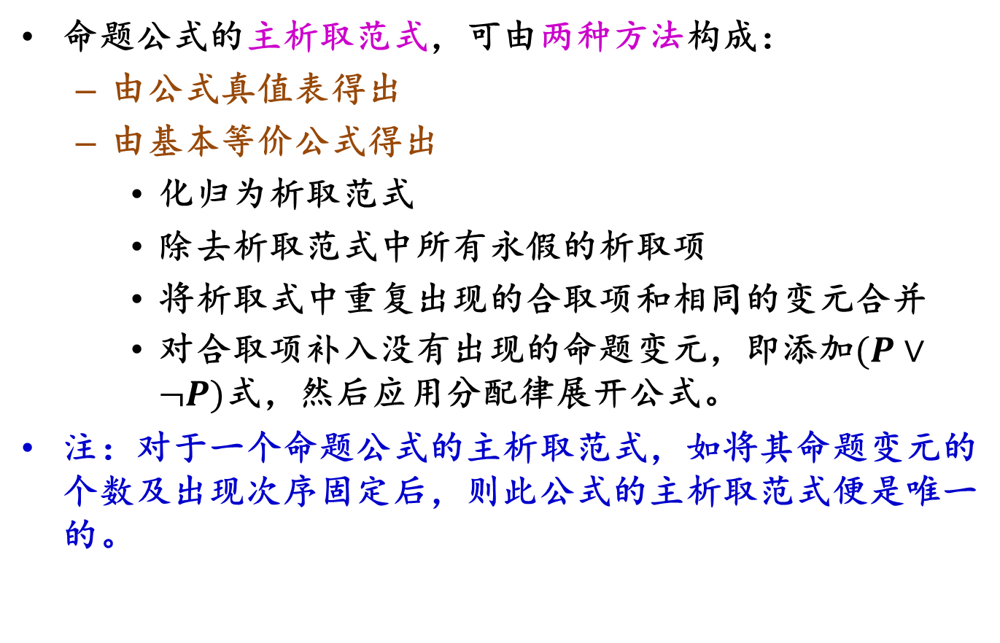 • 命题公式的主析取范式，可由两种方法构成：
– 由公式真值表得出
– 由基本等价公式得出
• 化归为析取范式
• 除去析取范式中所有永假的析取项
• 将析取式中重复出现的合取项和相同的变元合并
• 对合取项补入没有出现的命题变元，即添加(P ∨
¬P)式，然后应用分配律展开公式。
• 注：对于一个命题公式的主析取范式，如将其命题变元的
个数及出现次序固定后，则此公式的主析取范式便是唯一
的。